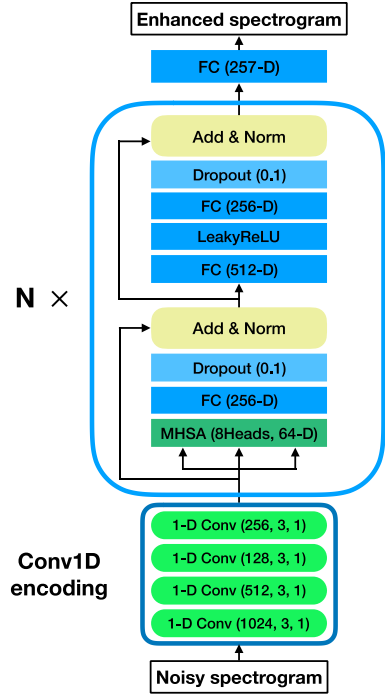 Enhanced spectrogram
FC (257-D)
Add & Norm
Dropout (0.1)
FC (256-D)
LeakyReLU
FC (512-D)
N ×
Add & Norm
Dropout (0.1)
FC (256-D)
MHSA (8Heads, 64-D)
1-D Conv (256, 3, 1)
1-D Conv (128, 3, 1)
Conv1D
encoding
1-D Conv (512, 3, 1)
1-D Conv (1024, 3, 1)
Noisy spectrogram